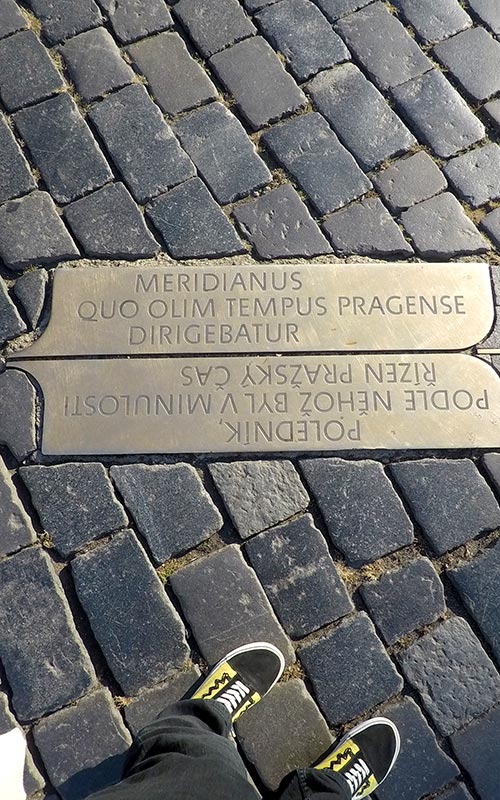 MERIDIANUS
QUO OLIM TEMPUS PRAGENSE
DIRIGEBATUR
POLEDNÍK,
PODLE NĚHOŽ BYL V MINULOSTI
ŘÍZEN PRAŽSKÝ ČAS